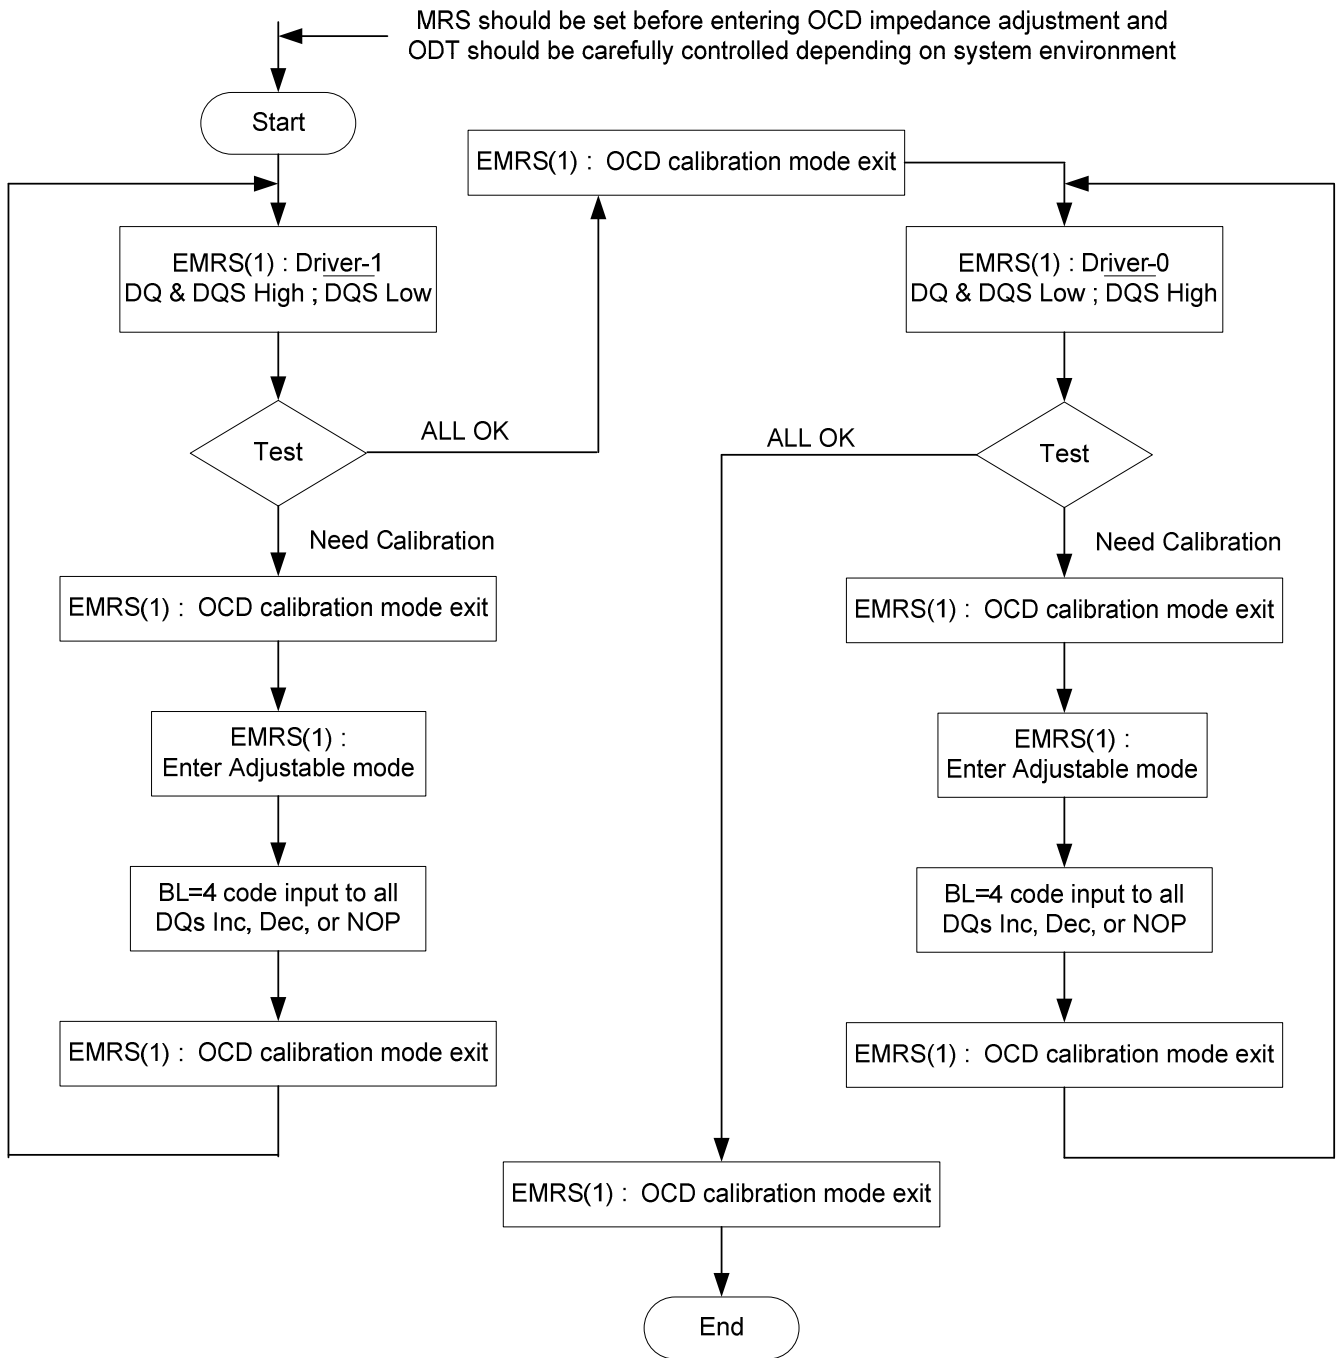 MRS should be set before entering OCD impedance adjustment and
ODT should be carefully controlled depending on system environment
Start
EMRS(1) : OCD calibration mode exit
EMRS(1) : Driver-1
DQ & DQS High ; D̅Q̅S̅ Low
EMRS(1) : Driver-0
DQ & DQS Low ; D̅Q̅S̅ High
Test
ALL OK
ALL OK
Test
Need Calibration
Need Calibration
EMRS(1) : OCD calibration mode exit
EMRS(1) : OCD calibration mode exit
EMRS(1) :
Enter Adjustable mode
EMRS(1) :
Enter Adjustable mode
BL=4 code input to all
DQs Inc, Dec, or NOP
BL=4 code input to all
DQs Inc, Dec, or NOP
EMRS(1) : OCD calibration mode exit
EMRS(1) : OCD calibration mode exit
EMRS(1) : OCD calibration mode exit
End